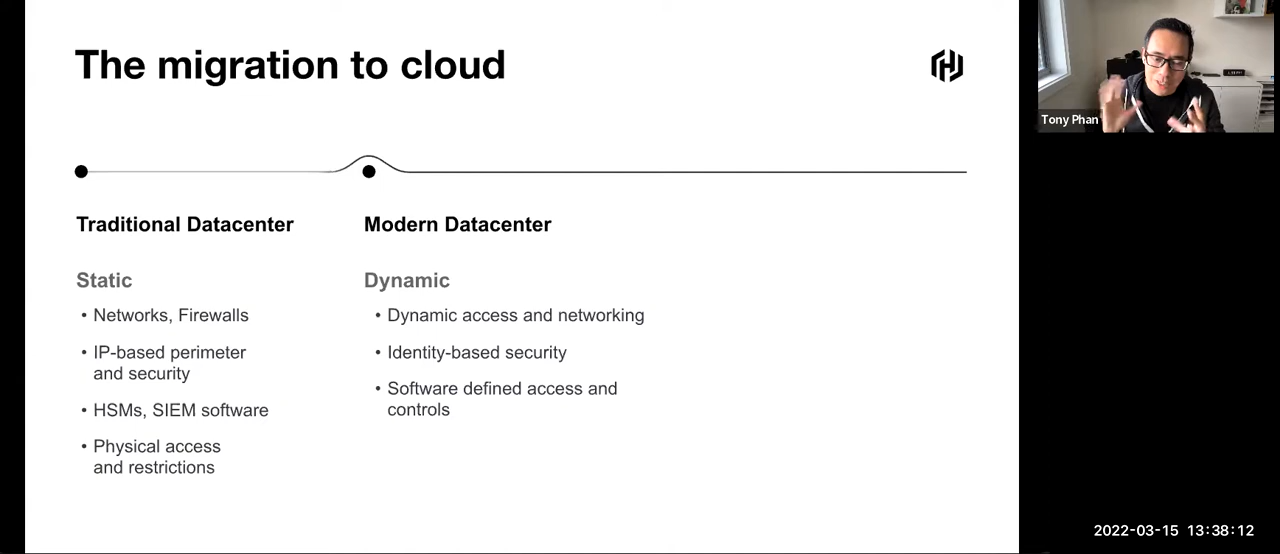 The migration to cloud
Tony Phan
Traditional Datacenter
Modern Datacenter
Static
• Networks, Firewalls
• IP-based perimeter
and security
• HSMs, SIEM software
• Physical access
and restrictions
Dynamic
• Dynamic access and networking
• Identity-based security
• Software defined access and
controls
2022-03-15 13:38:12